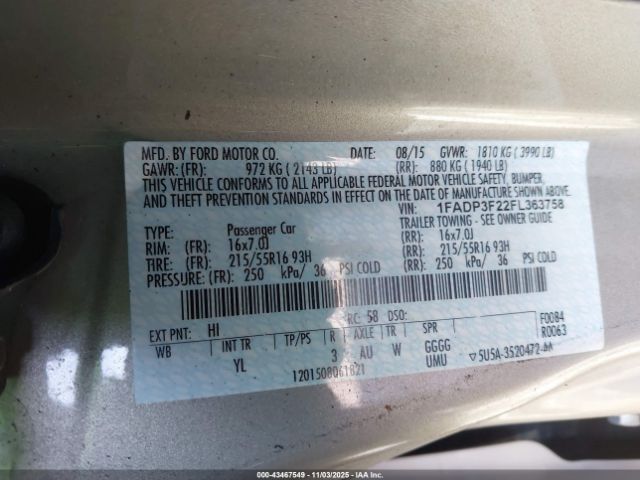 MFD. BY FORD MOTOR CO. DATE: 08/15 GVWR: 1810 KG ( 3990 LB)
GAWR: (FR): 972 KG ( 2143 LB) (RR): 880 KG ( 1940 LB)
THIS VEHICLE CONFORMS TO ALL APPLICABLE FEDERAL MOTOR VEHICLE SAFETY, BUMPER,
AND THEFT PREVENTION STANDARDS IN EFFECT ON THE DATE OF MANUFACTURE SHOWN ABOVE.
VIN: 1FADP3F22FL363758
TYPE: Passenger Car TRAILER TOWING - SEE OWNER GUIDE
RIM: (FR): 16x7.0J (RR): 16x7.0J
TIRE: (FR): 215/55R16 93H (RR): 215/55R16 93H
PRESSURE: (FR): 250 kPa/ 36 PSI COLD (RR): 250 kPa/ 36 PSI COLD
EXT PNT: HI RC: 58 DSO: F0084
WB INT TR TP/PS R AXLE TR SPR R0063
YL 3 AU W GGGG
UMU 5U5A-3520472-AA
1201508061821
000-43467549 - 11/03/2025 - IAAI.COM